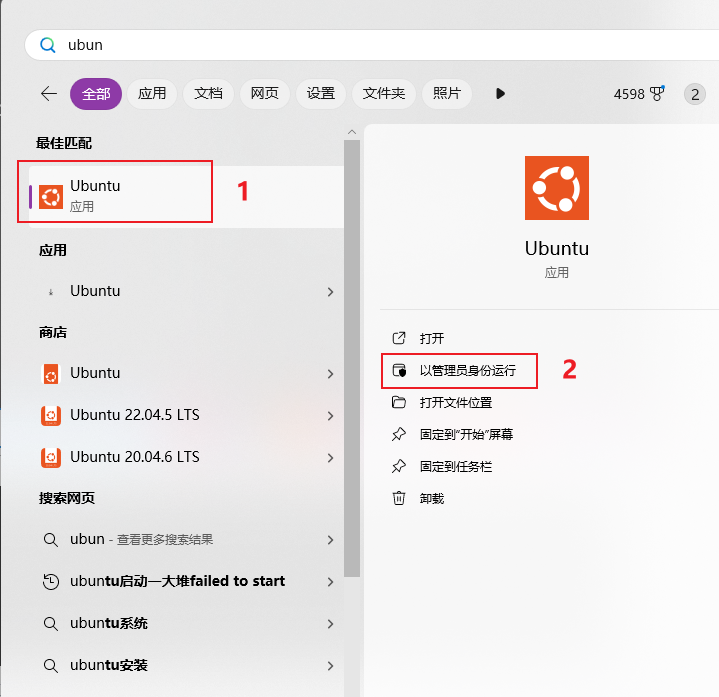 ubun
全部 应用 文档 网页 设置 文件夹 照片 4598 2
最佳匹配
Ubuntu
应用
1
应用
Ubuntu
商店
Ubuntu
Ubuntu 22.04.5 LTS
Ubuntu 20.04.6 LTS
搜索网页
ubun - 查看更多搜索结果
ubuntu启动一大堆failed to start
ubuntu系统
ubuntu安装
Ubuntu
应用
打开
以管理员身份运行
2
打开文件位置
固定到"开始"屏幕
固定到任务栏
卸载